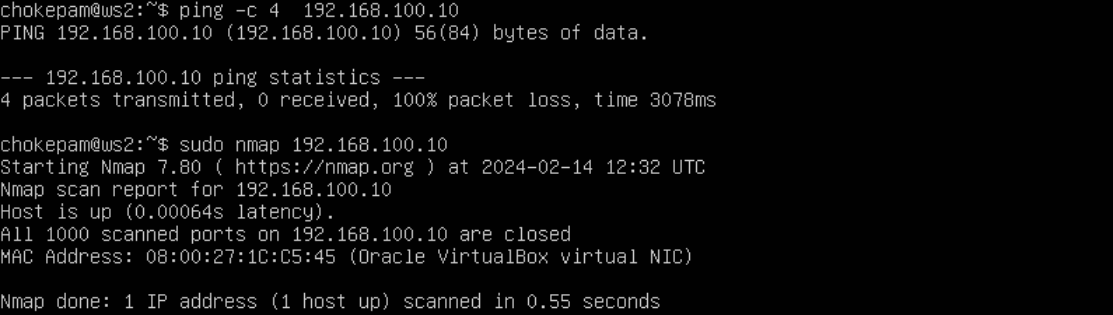 chokepam@ws2:~$ ping -c 4  192.168.100.10
PING 192.168.100.10 (192.168.100.10) 56(84) bytes of data.
--- 192.168.100.10 ping statistics ---
4 packets transmitted, 0 received, 100% packet loss, time 3078ms
chokepam@ws2:~$ sudo nmap 192.168.100.10
Starting Nmap 7.80 ( https://nmap.org ) at 2024-02-14 12:32 UTC
Nmap scan report for 192.168.100.10
Host is up (0.00064s latency).
All 1000 scanned ports on 192.168.100.10 are closed
MAC Address: 08:00:27:1C:C5:45 (Oracle VirtualBox virtual NIC)
Nmap done: 1 IP address (1 host up) scanned in 0.55 seconds